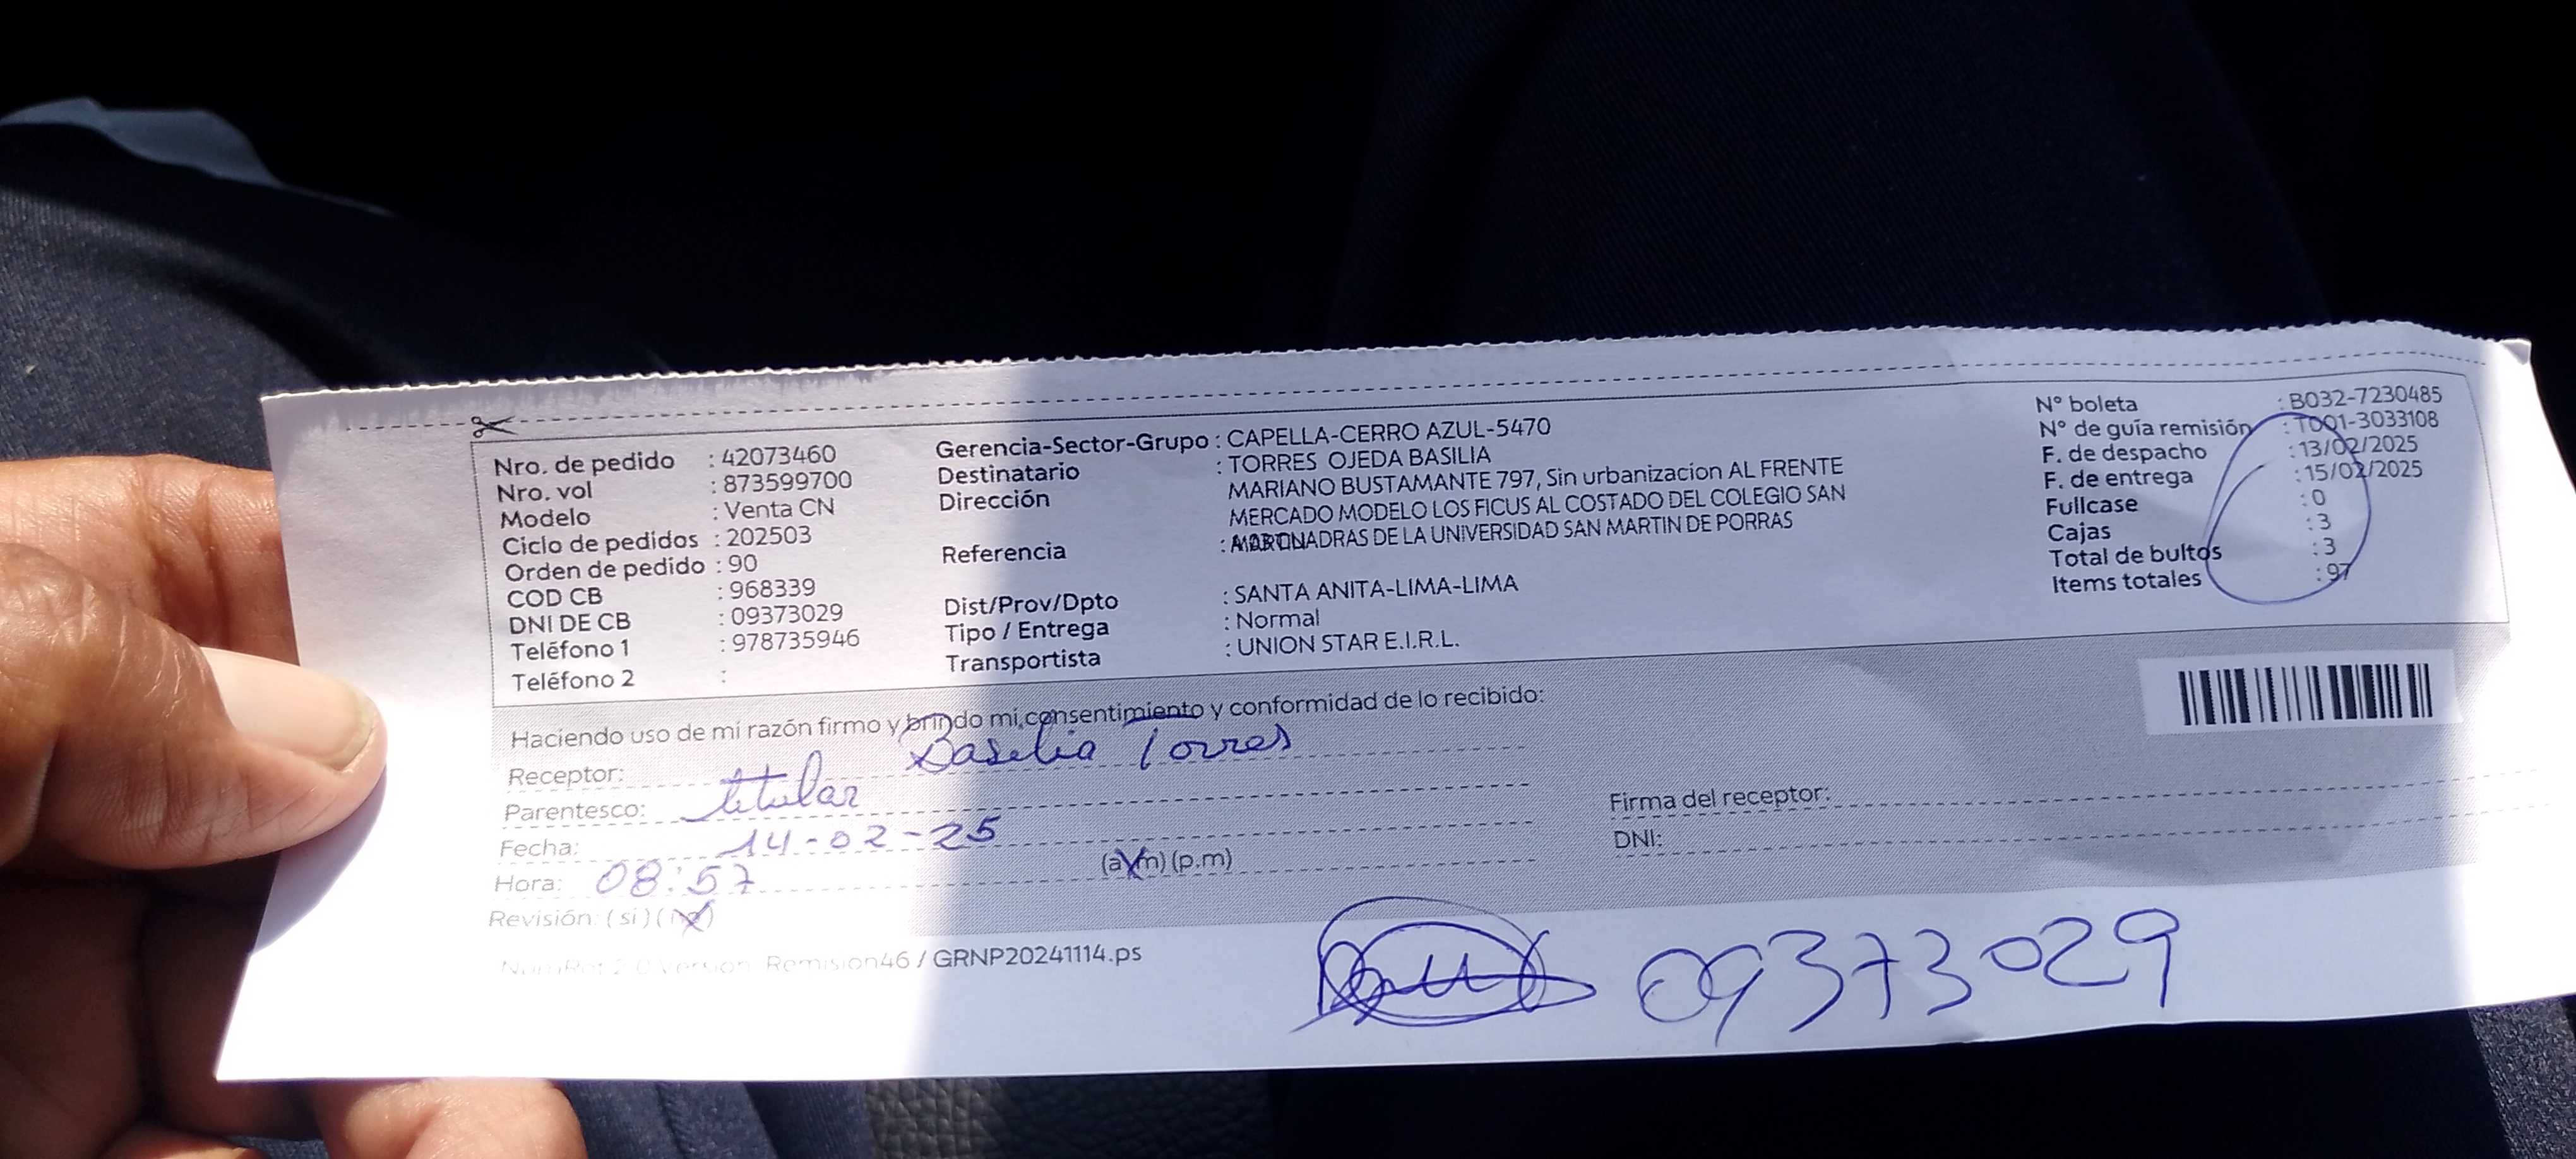 Nro. de pedido : 42073460
Nro. vol : 873599700
Modelo : Venta CN
Ciclo de pedidos : 202503
Orden de pedido : 90
COD CB : 968339
DNI DE CB : 09373029
Teléfono 1 : 978735946
Teléfono 2 :
Gerencia-Sector-Grupo : CAPELLA-CERRO AZUL-5470
Destinatario : TORRES OJEDA BASILIA
Dirección MARIANO BUSTAMANTE 797, Sin urbanizacion AL FRENTE
MERCADO MODELO LOS FICUS AL COSTADO DEL COLEGIO SAN
Referencia : DE LA UNIVERSIDAD SAN MARTIN DE PORRAS
Dist/Prov/Dpto : SANTA ANITA-LIMA-LIMA
Tipo / Entrega : Normal
Transportista : UNION STAR E.I.R.L.
N° boleta : B032-7230485
N° de guía remisión : T001-3033108
F. de despacho : 13/02/2025
F. de entrega : 15/02/2025
Fullcase : 0
Cajas : 3
Total de bultos : 3
Items totales : 97
Haciendo uso de mi razón firmo y brindo mi consentimiento y conformidad de lo recibido:
Receptor: Basilia Torres
Parentesco: titular
Fecha: 14-02-25
Hora: 08:57 (a.m) (p.m)
Revisión: (si) (no)
Firma del receptor:
DNI:
Remision46 / GRNP20241114.ps
09373029